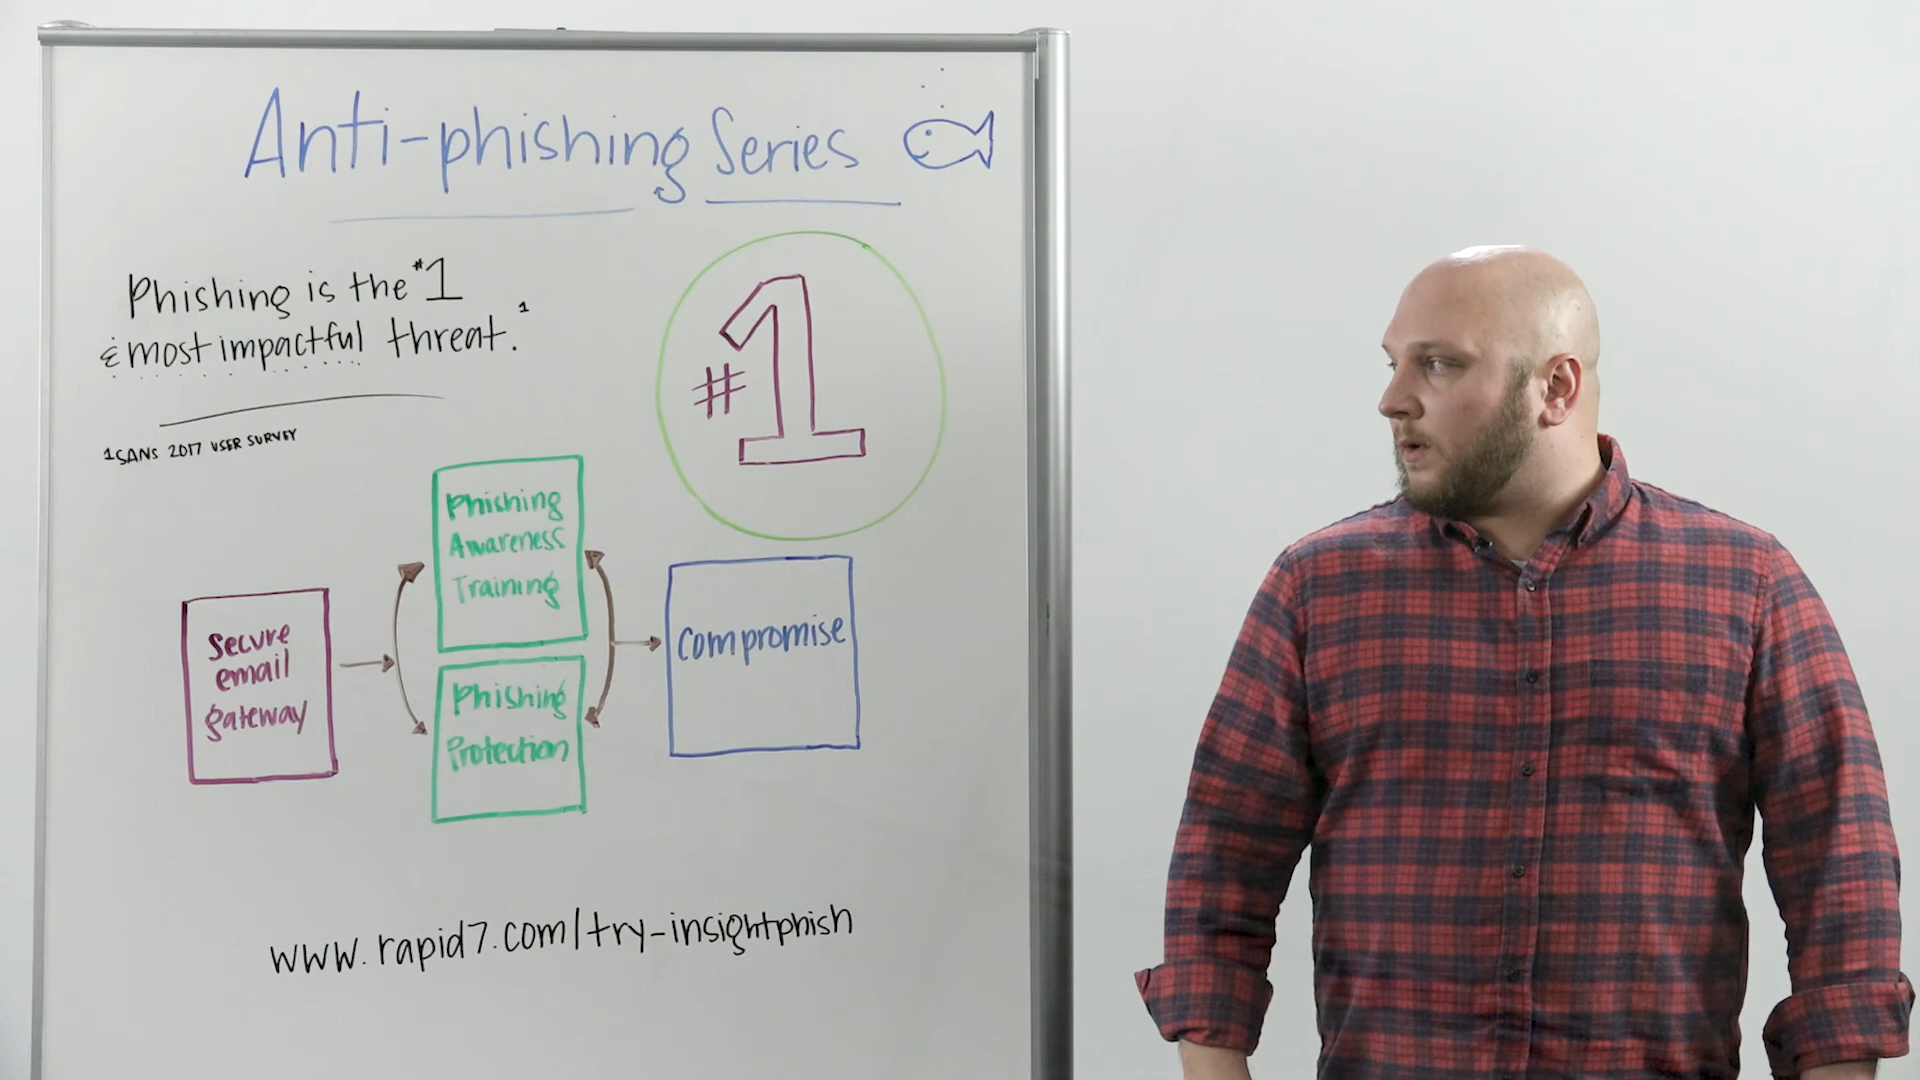 Anti-phishing Series
Phishing is the #1
& most impactful threat.1
1SANS 2017 USER SURVEY
#1
Phishing
Awareness
Training
Secure
email
gateway
Phishing
Protection
Compromise
www.rapid7.com/try-insightphish